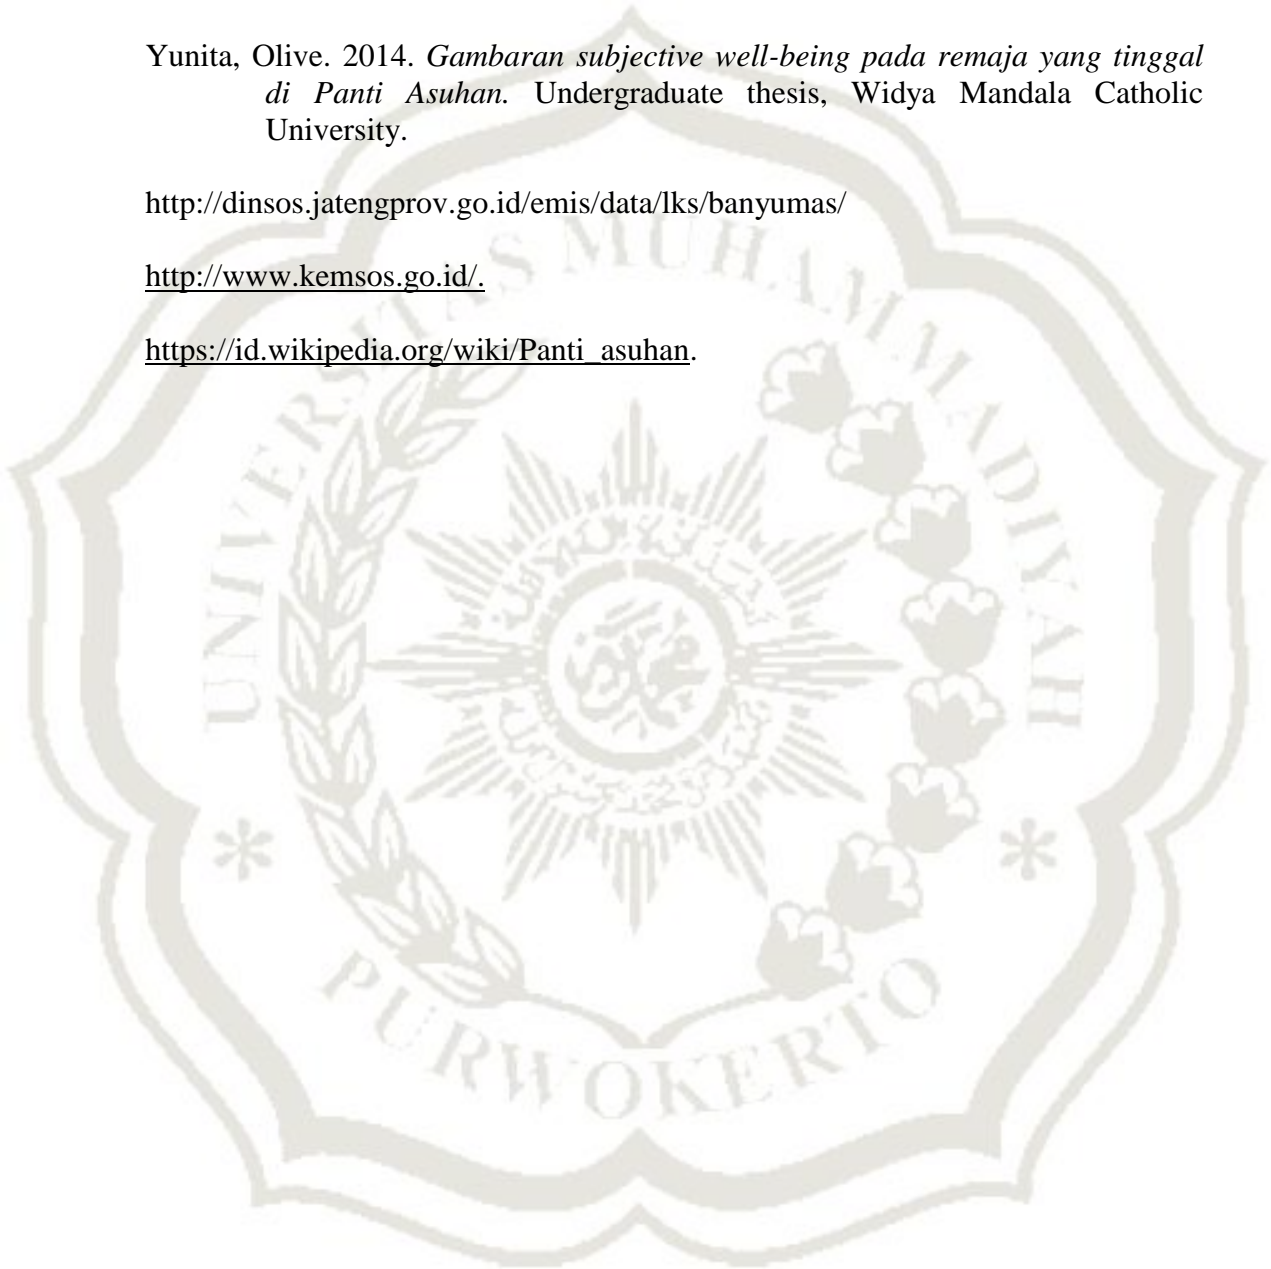 Yunita, Olive. 2014. Gambaran subjective well-being pada remaja yang tinggal
di Panti Asuhan. Undergraduate thesis, Widya Mandala Catholic
University.
http://dinsos.jatengprov.go.id/emis/data/lks/banyumas/
http://www.kemsos.go.id/.
https://id.wikipedia.org/wiki/Panti_asuhan.
UNIVERSITAS MUHAMMADIYAH
PURWOKERTO